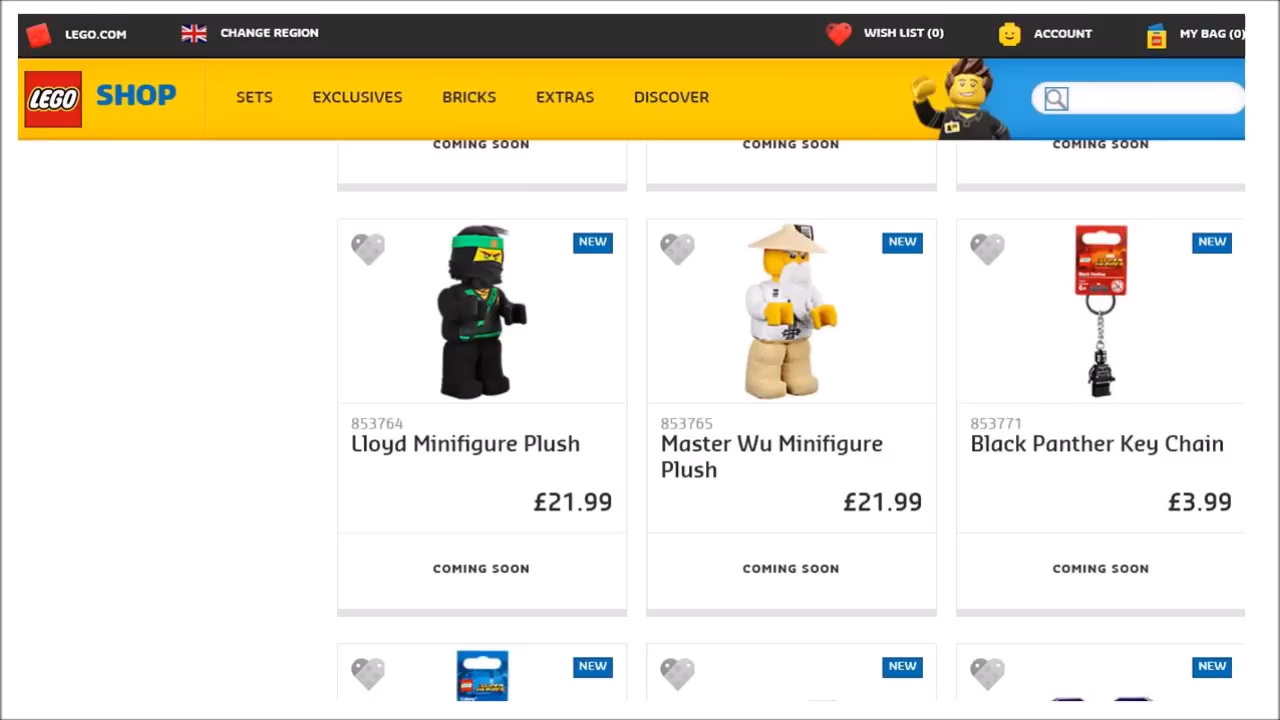 LEGO.COM
CHANGE REGION
WISH LIST (0)
ACCOUNT
MY BAG (0)
LEGO
SHOP
SETS
EXCLUSIVES
BRICKS
EXTRAS
DISCOVER
COMING SOON
COMING SOON
COMING SOON
NEW
NEW
NEW
853764
Lloyd Minifigure Plush
£21.99
COMING SOON
853765
Master Wu Minifigure
Plush
£21.99
COMING SOON
853771
Black Panther Key Chain
£3.99
COMING SOON
NEW
NEW
NEW